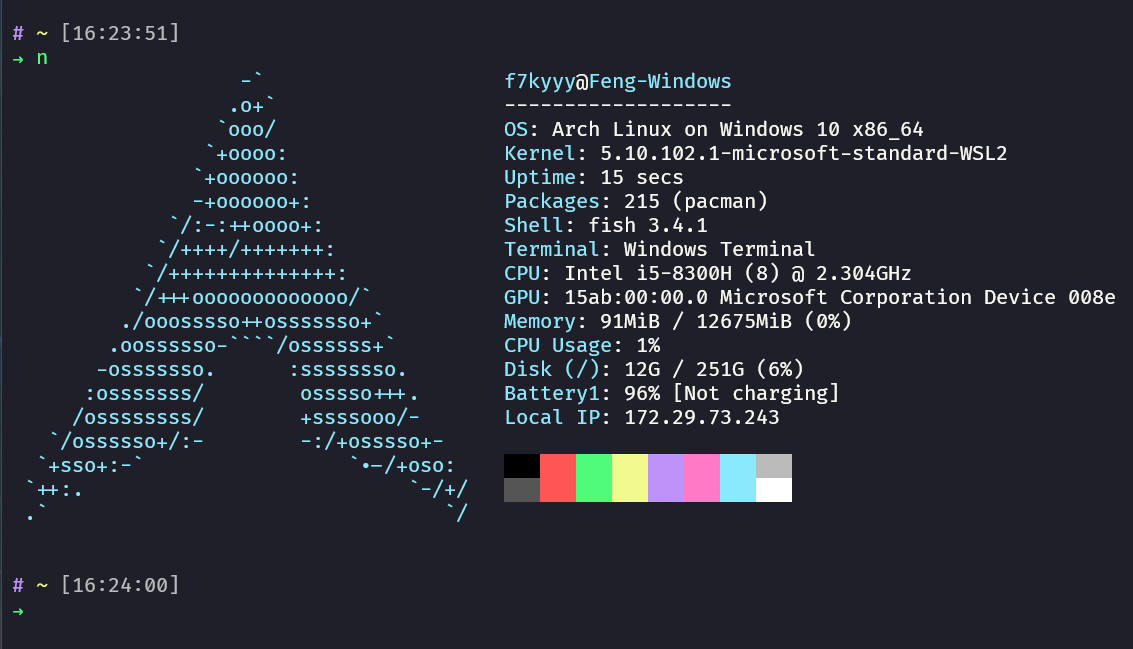 # ~ [16:23:51]
→ n
                   -`
                  .o+`
                 `ooo/
                `+oooo:
               `+oooooo:
               -+oooooo+:
             `/:-:++oooo+:
            `/++++/+++++++:
           `/++++++++++++++:
          `/+++ooooooooooooo/`
         ./ooosssso++osssssso+`
        .oossssso-````/ossssss+`
       -osssssso.      :ssssssso.
      :osssssss/        osssso+++.
     /ossssssss/        +ssssooo/-
   `/ossssso+/:-        -:/+osssso+-
  `+sso+:-`                 `.-/+oso:
 `++:.                           `-/+/
 .`                                 `/
f7kyyy@Feng-Windows
-------------------
OS: Arch Linux on Windows 10 x86_64
Kernel: 5.10.102.1-microsoft-standard-WSL2
Uptime: 15 secs
Packages: 215 (pacman)
Shell: fish 3.4.1
Terminal: Windows Terminal
CPU: Intel i5-8300H (8) @ 2.304GHz
GPU: 15ab:00:00.0 Microsoft Corporation Device 008e
Memory: 91MiB / 12675MiB (0%)
CPU Usage: 1%
Disk (/): 12G / 251G (6%)
Battery1: 96% [Not charging]
Local IP: 172.29.73.243
# ~ [16:24:00]
→